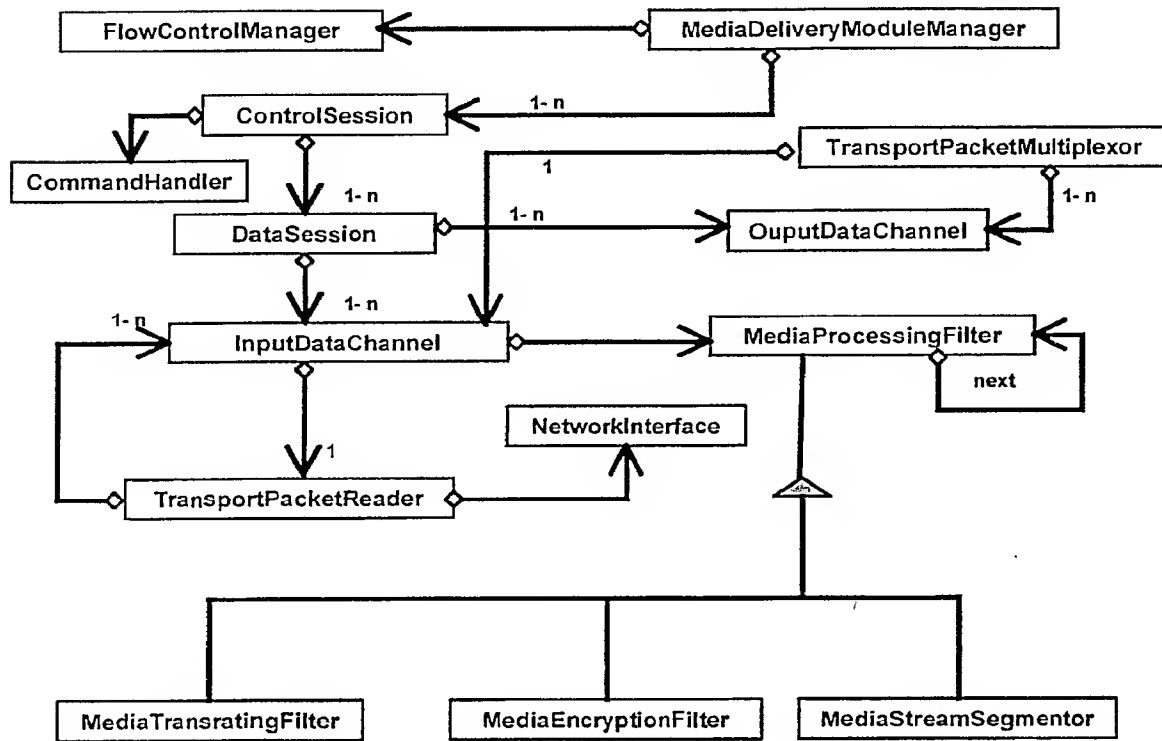 FlowControlManager
MediaDeliveryModuleManager
1- n
ControlSession
TransportPacketMultiplexor
1
CommandHandler
1- n
1- n
1- n
DataSession
OuputDataChannel
1- n
1- n
InputDataChannel
MediaProcessingFilter
next
NetworkInterface
1
TransportPacketReader
MediaTransratingFilter
MediaEncryptionFilter
MediaStreamSegmentor